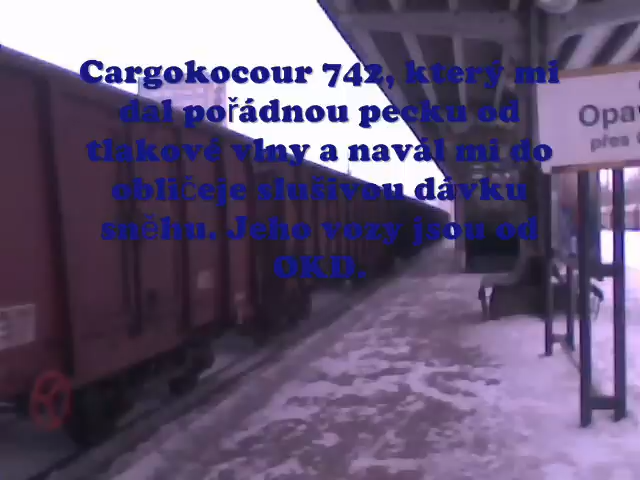 Cargokocour 742, který mi
dal pořádnou pecku od
tlakové vlny a navál mi do
obličeje slušivou dávku
sněhu. Jeho vozy jsou od
OKD.
Opav
přes